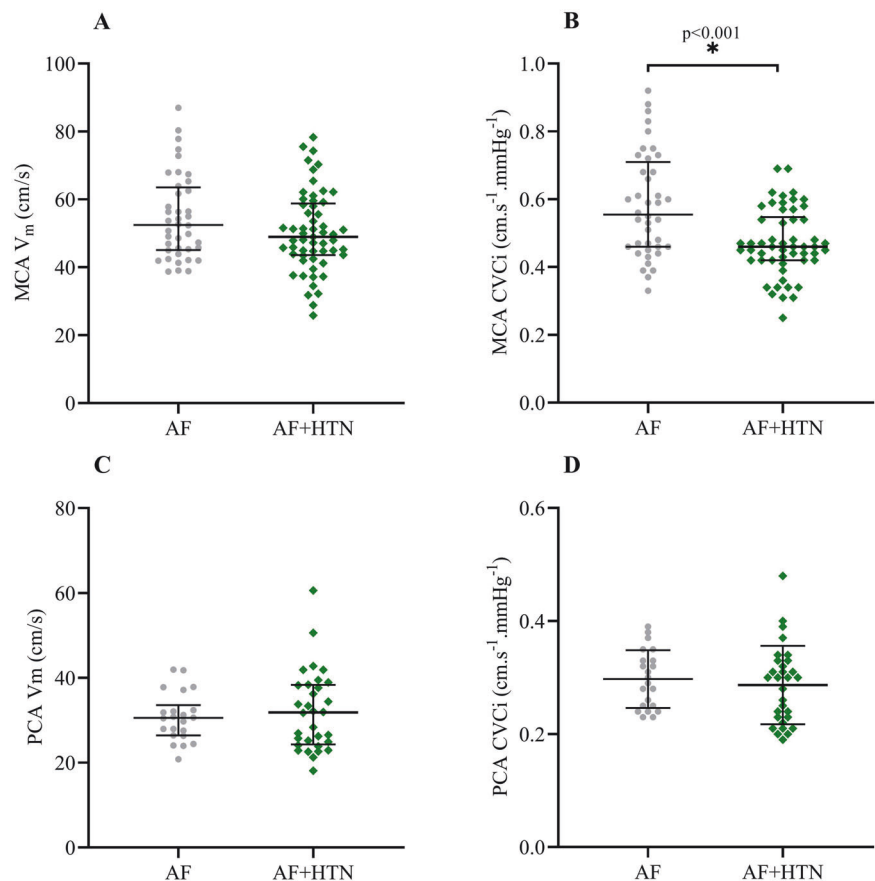 A
MCA Vm (cm/s)
100
80
60
40
20
0
AF
AF+HTN
B
p<0.001
*
MCA CVCi (cm.s-1.mmHg-1)
1.0
0.8
0.6
0.4
0.2
0.0
AF
AF+HTN
C
PCA Vm (cm/s)
80
60
40
20
0
AF
AF+HTN
D
PCA CVCi (cm.s-1.mmHg-1)
0.6
0.4
0.2
0.0
AF
AF+HTN